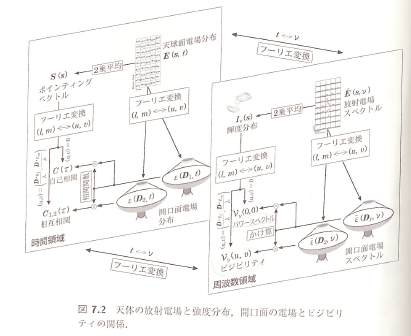 t <-> ν
フーリエ変換
天球面電場分布
E(s, t)
S(s)
ポインティング
ベクトル
2乗平均
フーリエ変換
(l, m)<->(u, v)
フーリエ変換
(l, m)<->(u, v)
C(τ)
自己相関
C₁,₂(τ)
相互相関
ε(D₂, t)
ε(D₁, t)
開口面電場
分布
時間領域
Ê(s, ν)
放射電場
スペクトル
2乗平均
Iν(s)
輝度分布
フーリエ変換
(l, m)<->(u, v)
フーリエ変換
(l, m)<->(u, v)
Vν(0,0)
パワースペクトル
かけ算
Vν(u, v)
ビジビリティ
ε̂(D₁, ν)
ε̂(D₂, ν)
開口面電場
スペクトル
周波数領域
t <-> ν
フーリエ変換
図 7.2 天体の放射電場と強度分布，開口面の電場とビジビリ
ティの関係．